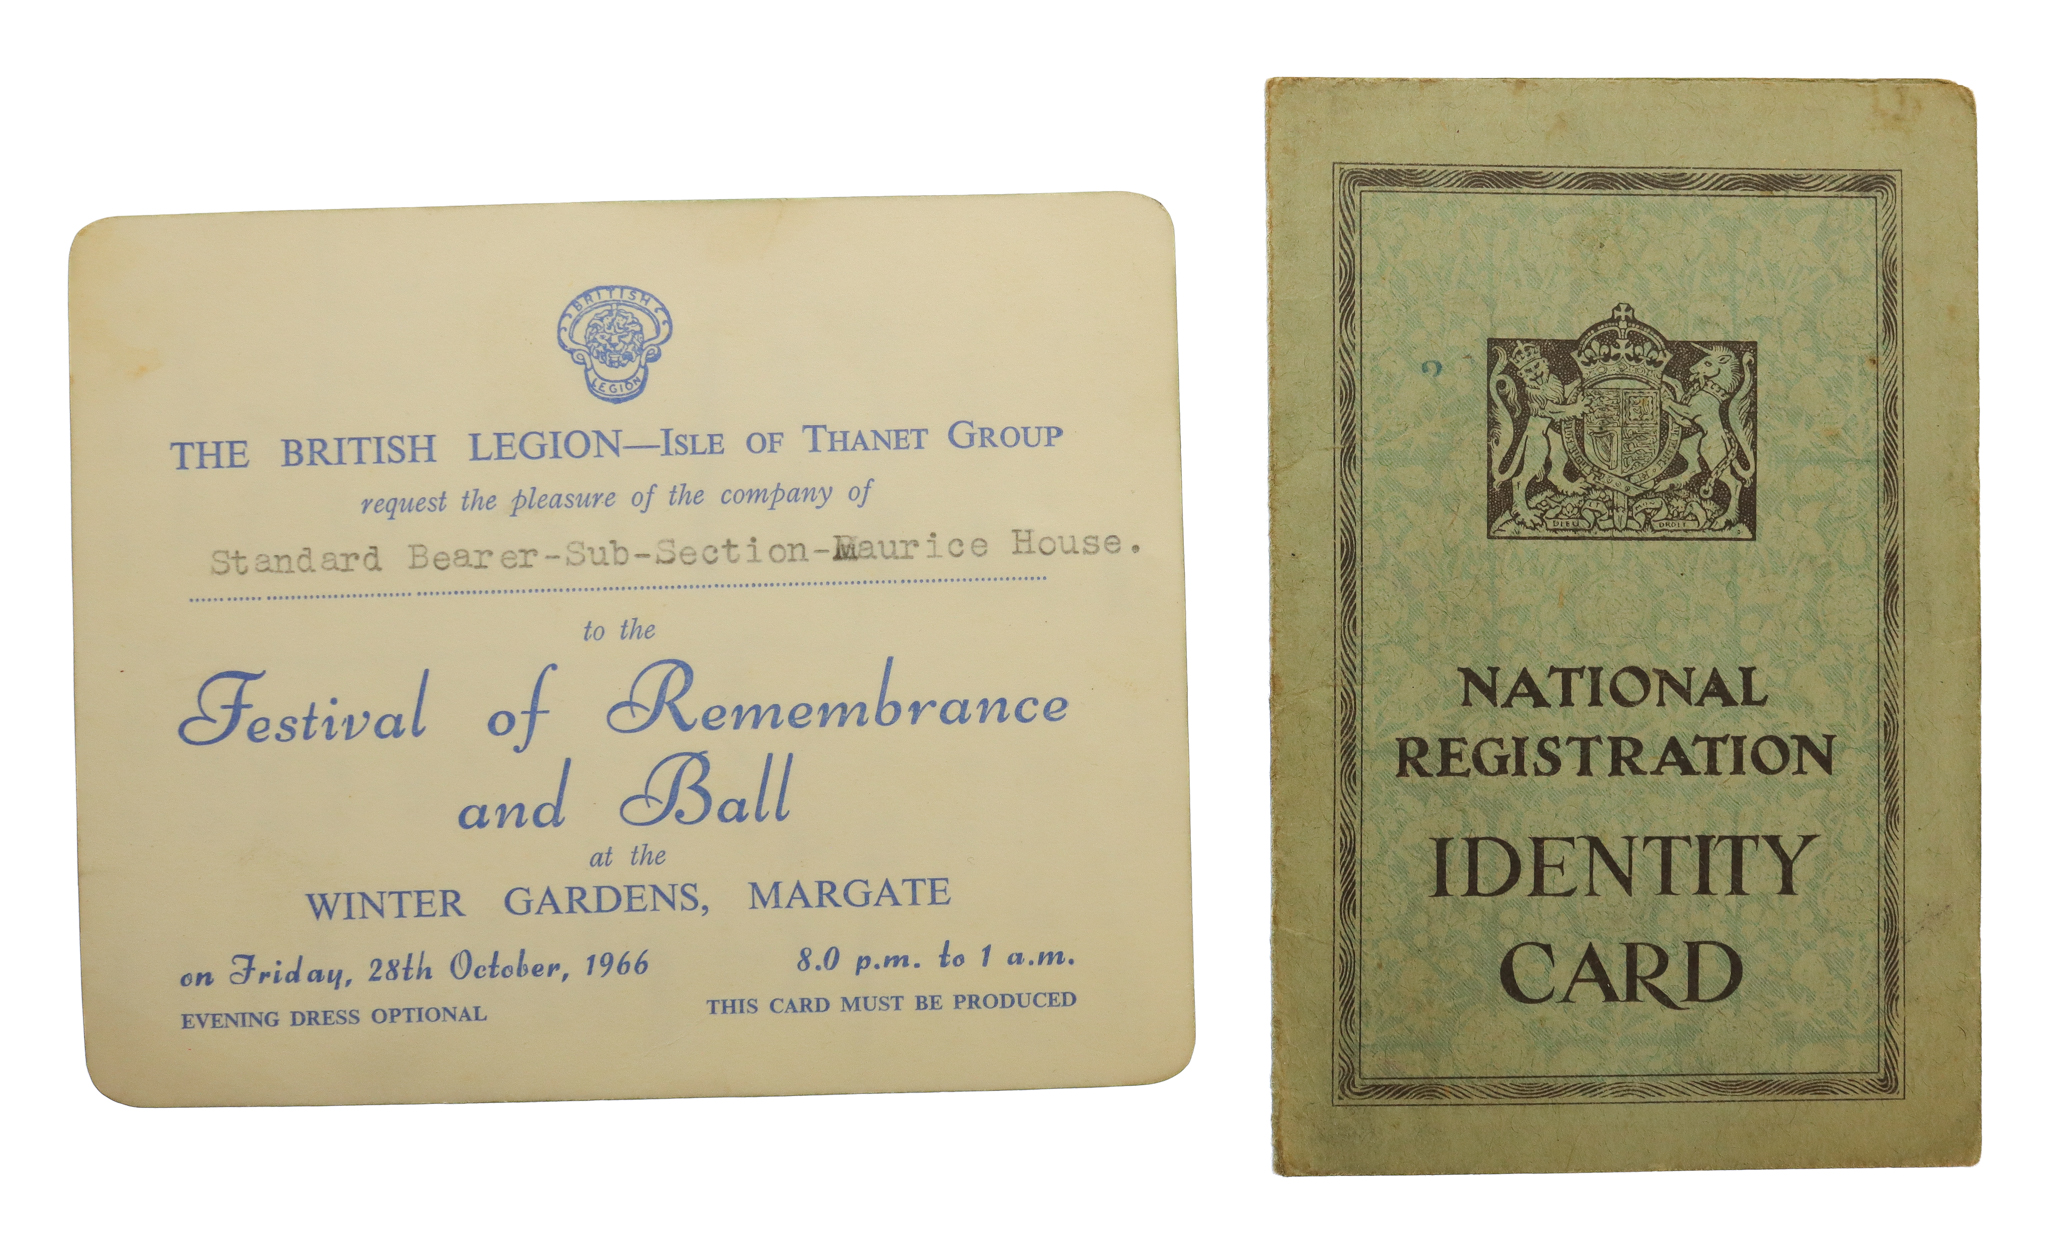 BRITISH
LEGION
THE BRITISH LEGION—ISLE OF THANET GROUP
request the pleasure of the company of
Standard Bearer-Sub-Section-Maurice House.
to the
Festival of Remembrance
and Ball
at the
WINTER GARDENS, MARGATE
on Friday, 28th October, 1966 8.0 p.m. to 1 a.m.
EVENING DRESS OPTIONAL THIS CARD MUST BE PRODUCED
DIEU DROIT
NATIONAL
REGISTRATION
IDENTITY
CARD